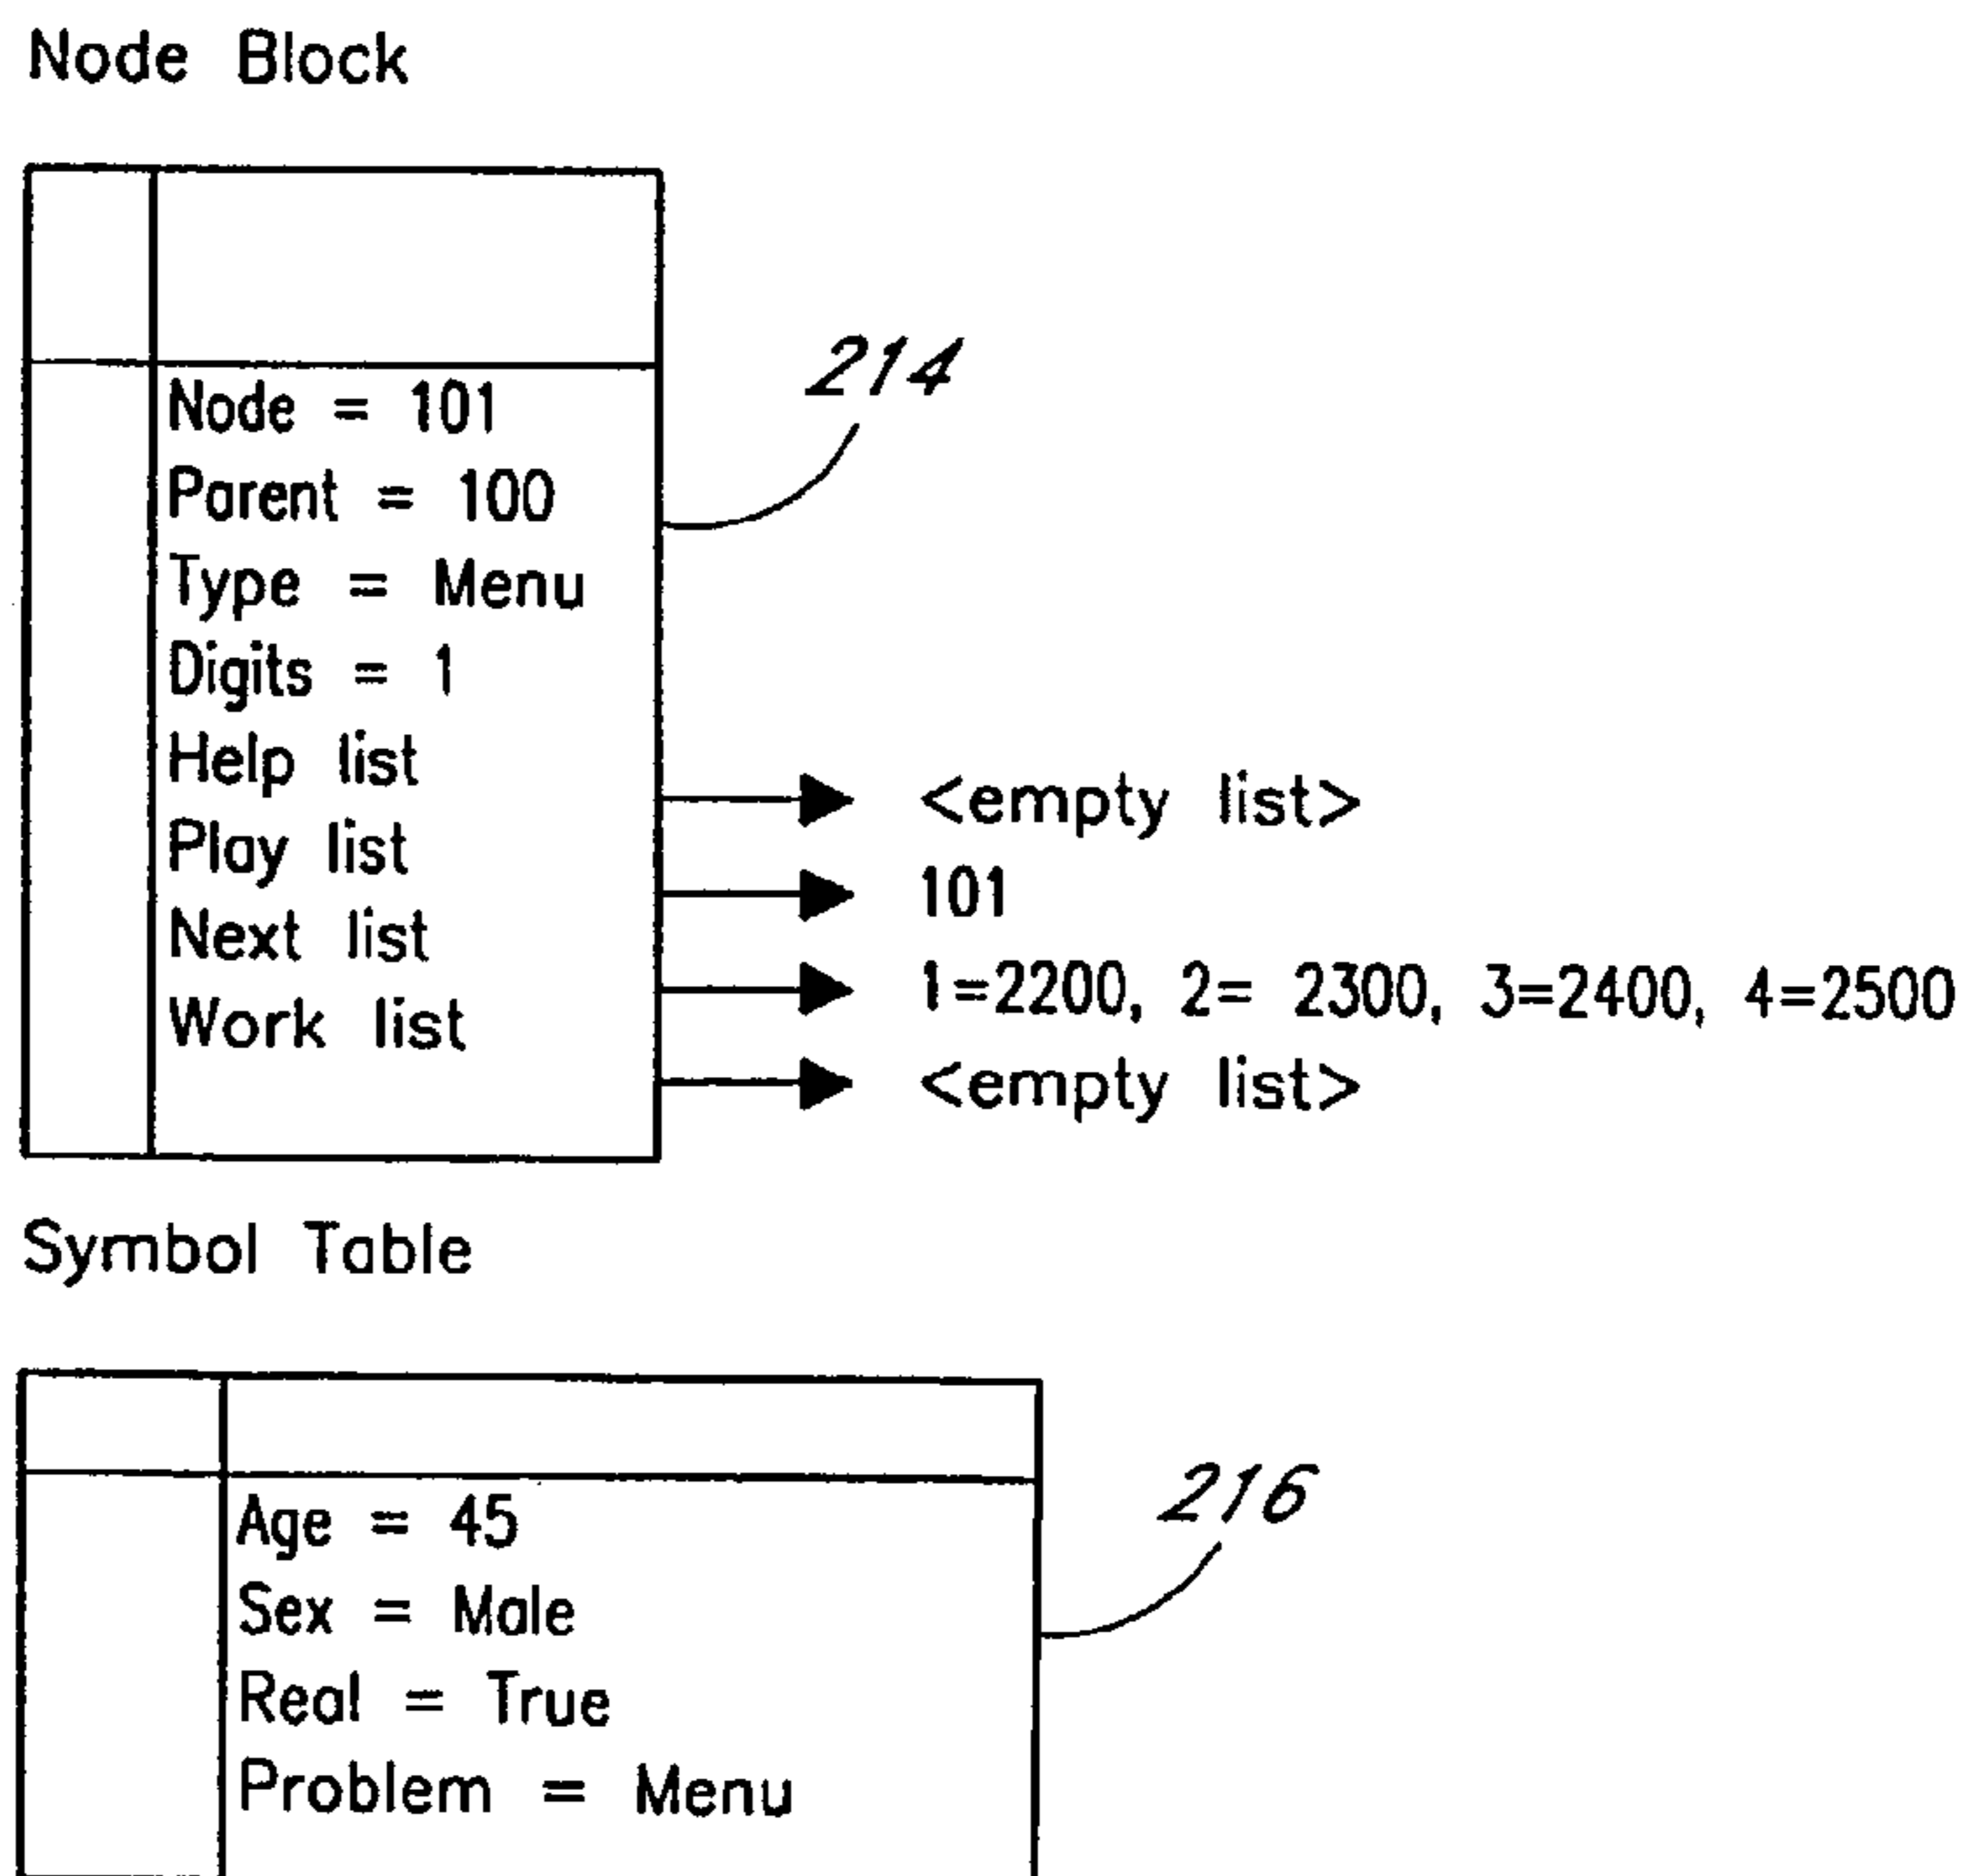 Node Block
214
Node = 101
Parent = 100
Type = Menu
Digits = 1
Help list
<empty list>
Play list
101
Next list
1=2200, 2= 2300, 3=2400, 4=2500
Work list
<empty list>
Symbol Table
216
Age = 45
Sex = Male
Real = True
Problem = Menu